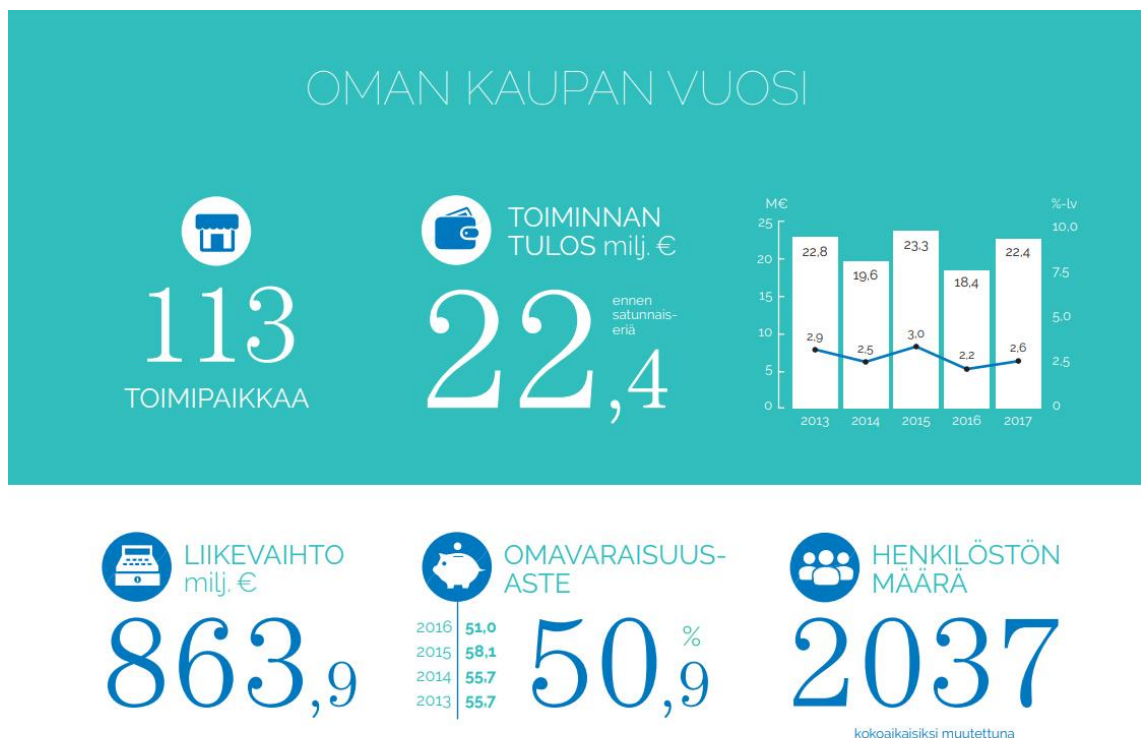 OMAN KAUPAN VUOSI
113
TOIMIPAIKKAA
TOIMINNAN
TULOS milj. €
22,4
ennen
satunnais-
eriä
M€
%-lv
25
20
15
10
5
0
10,0
7,5
5,0
2,5
0
22,8
19,6
23,3
18,4
22,4
2,9
2,5
3,0
2,2
2,6
2013
2014
2015
2016
2017
LIIKEVAIHTO
milj. €
863,9
OMAVARAISUUS-
ASTE
2016 51,0
2015 58,1
2014 55,7
2013 55,7
50,9 %
HENKILÖSTÖN
MÄÄRÄ
2037
kokoaikaisiksi muutettuna